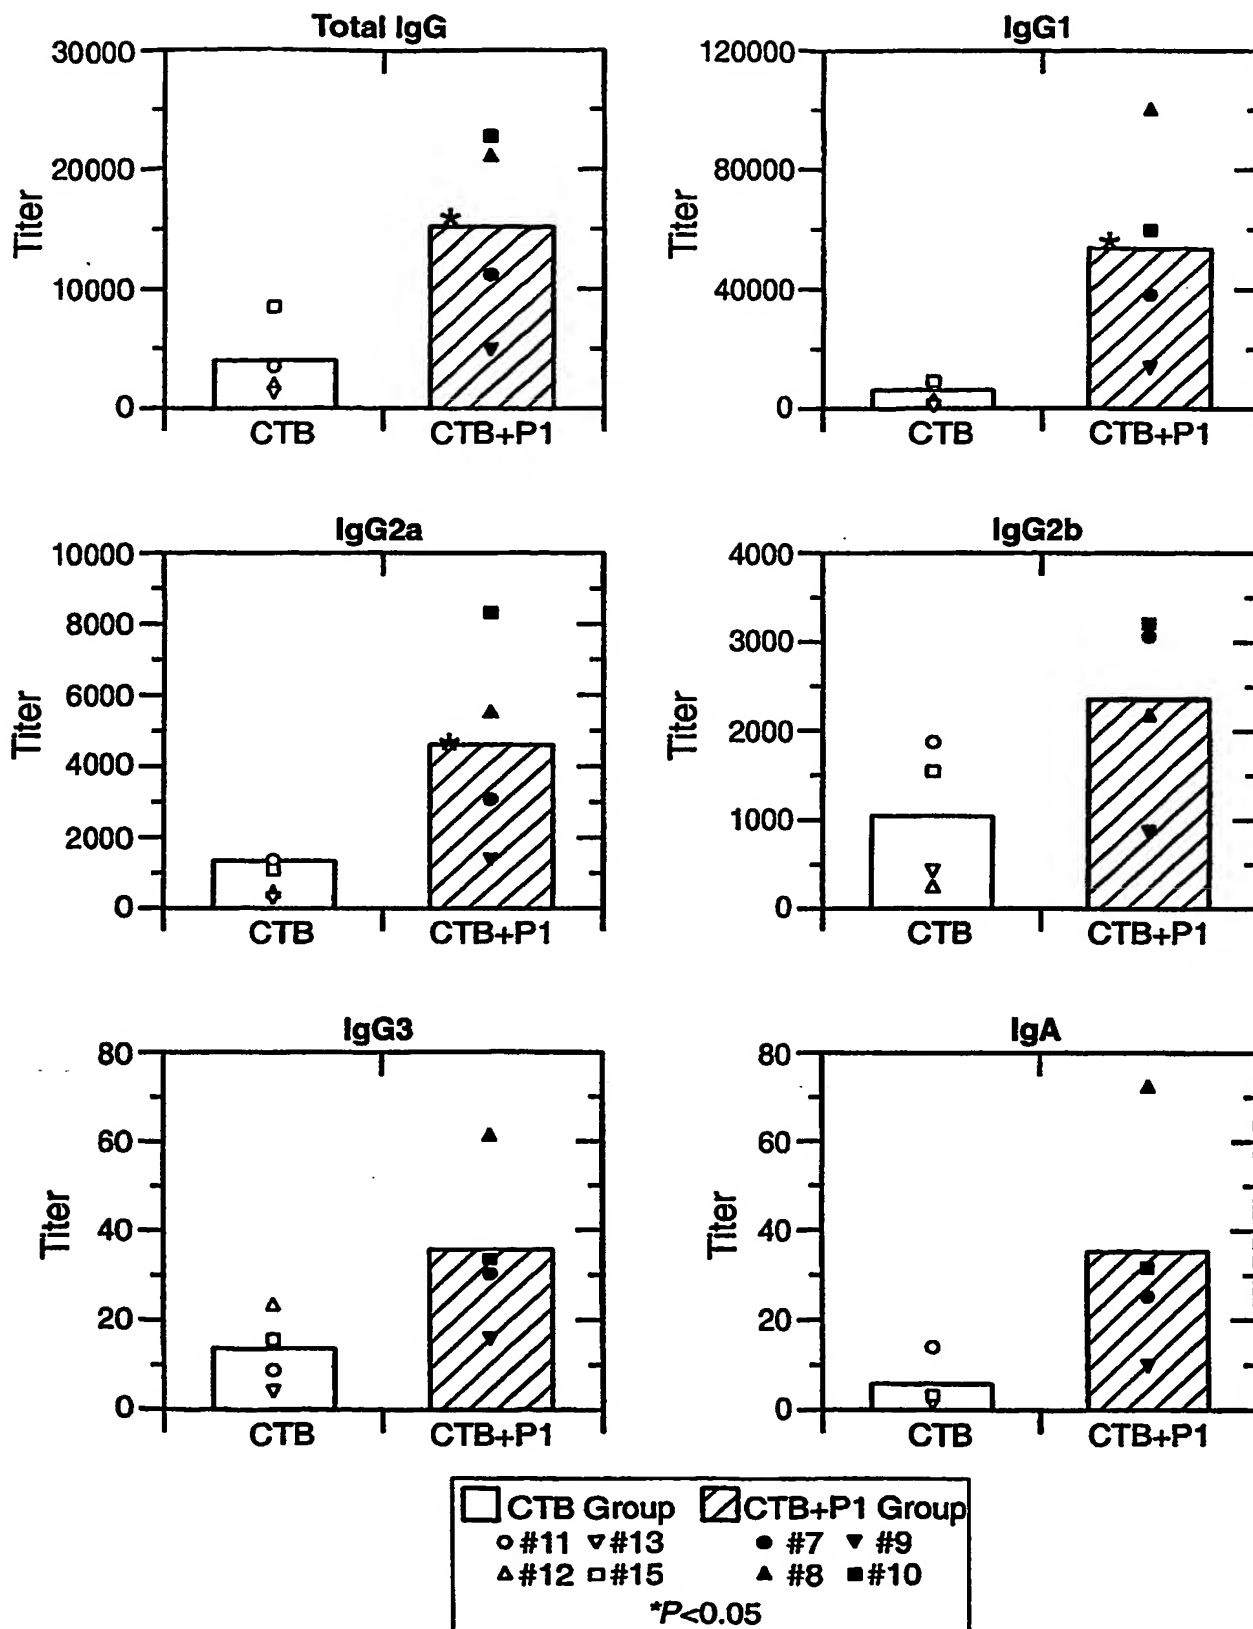 Total IgG
IgG1
30000
20000
10000
0
Titer
CTB
CTB+P1
120000
80000
40000
0
Titer
CTB
CTB+P1
IgG2a
IgG2b
10000
8000
6000
4000
2000
0
Titer
CTB
CTB+P1
4000
3000
2000
1000
0
Titer
CTB
CTB+P1
IgG3
IgA
80
60
40
20
0
Titer
CTB
CTB+P1
80
60
40
20
0
Titer
CTB
CTB+P1
CTB Group CTB+P1 Group
#11 #13 #7 #9
#12 #15 #8 #10
*P<0.05